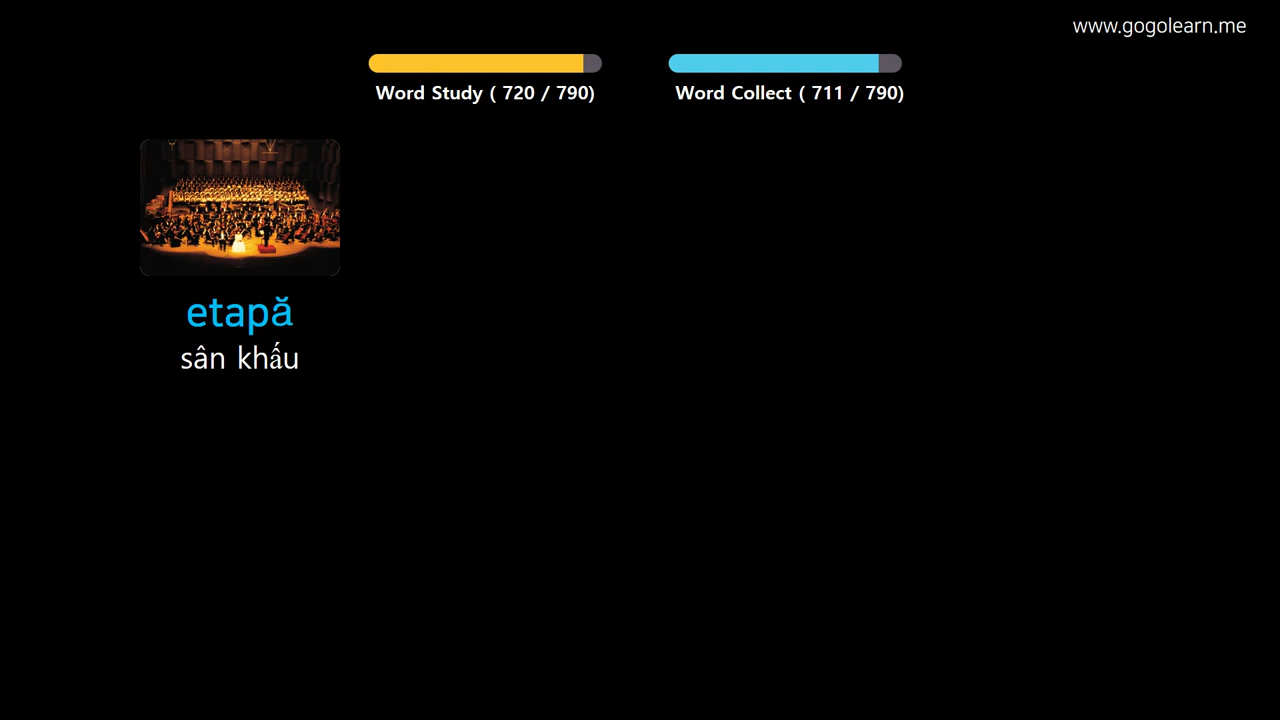 www.gogolearn.me
Word Study ( 720 / 790)
Word Collect ( 711 / 790)
etapă
sân khấu